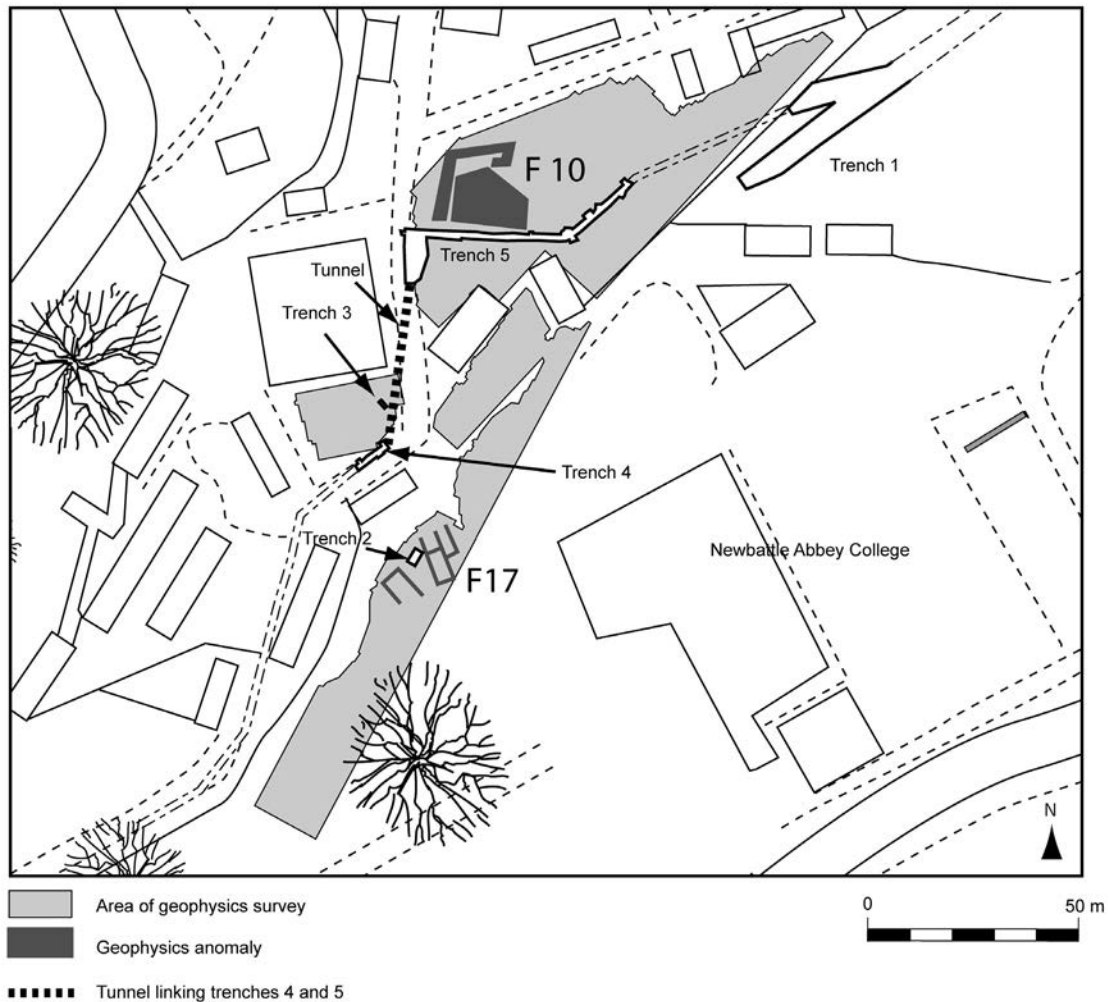 F 10
Trench 1
Trench 5
Tunnel
Trench 3
Trench 4
Trench 2
Newbattle Abbey College
F17
N
Area of geophysics survey
0 50 m
Geophysics anomaly
Tunnel linking trenches 4 and 5